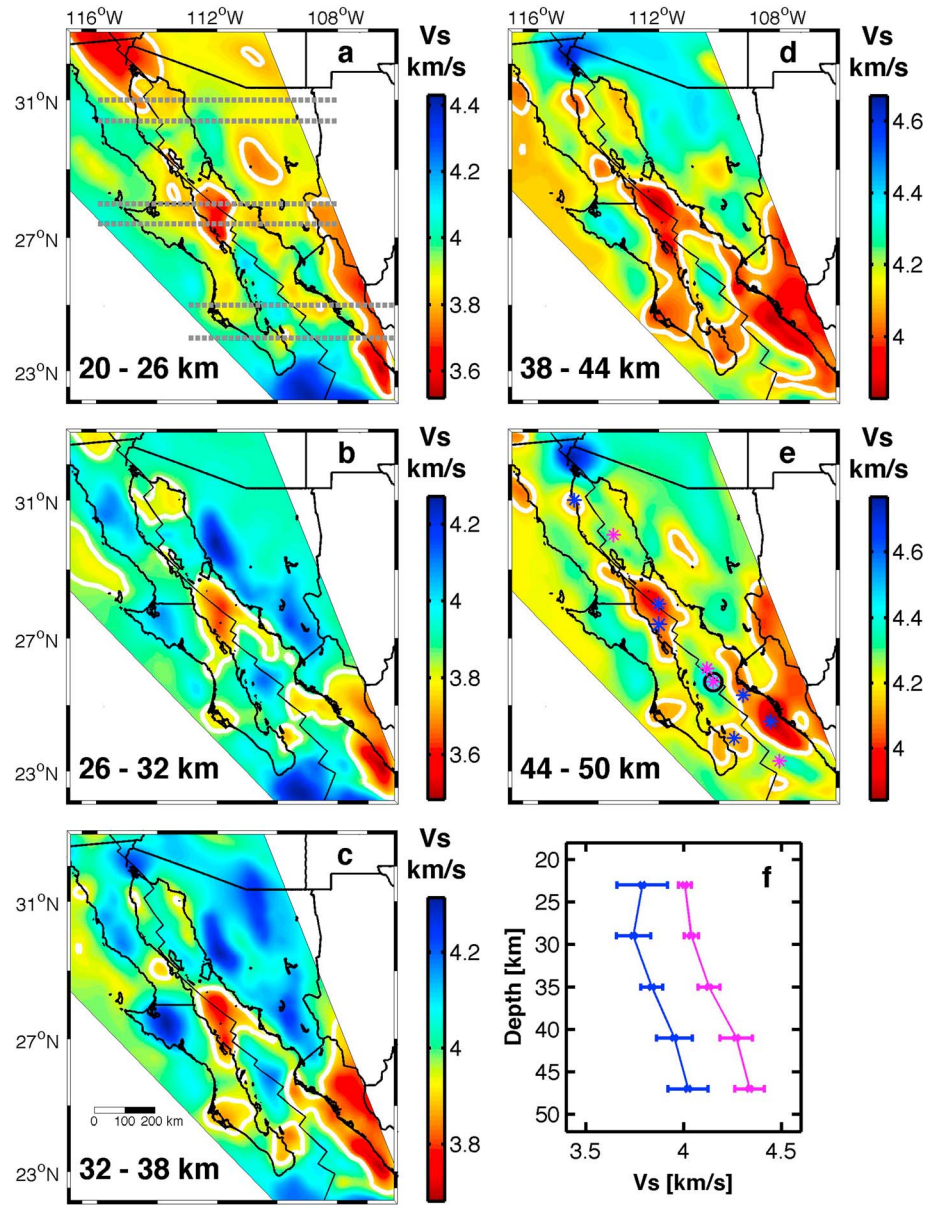 116°W 112°W 108°W
a
Vs
km/s
31°N
27°N
23°N
20 - 26 km
4.4
4.2
4
3.8
3.6
116°W 112°W 108°W
d
Vs
km/s
38 - 44 km
4.6
4.4
4.2
4
b
Vs
km/s
31°N
27°N
23°N
26 - 32 km
4.2
4
3.8
3.6
e
Vs
km/s
44 - 50 km
4.6
4.4
4.2
4
c
Vs
km/s
31°N
27°N
23°N
0 100 200 km
32 - 38 km
4.2
4
3.8
f
Depth [km]
20
25
30
35
40
45
50
3.5 4 4.5
Vs [km/s]